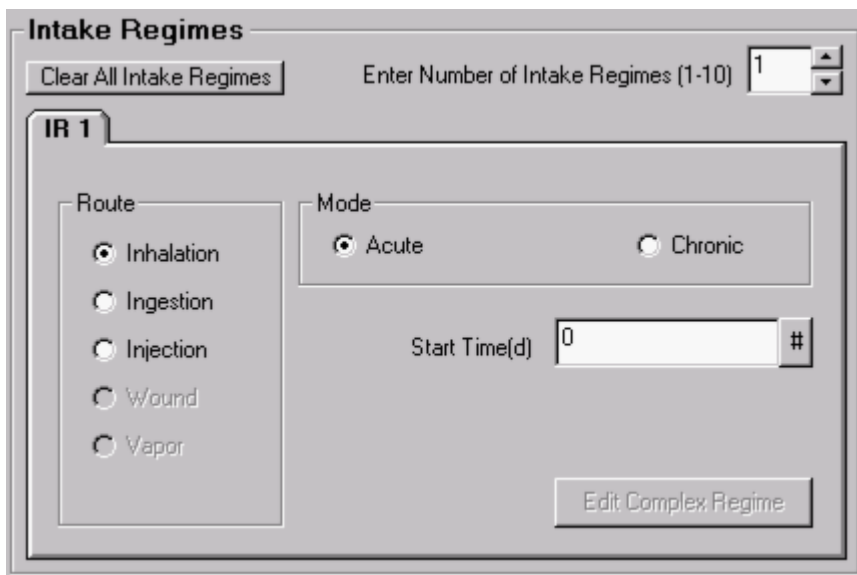 Intake Regimes
Clear All Intake Regimes
Enter Number of Intake Regimes (1-10)
1
IR 1
Route
Inhalation
Ingestion
Injection
Wound
Vapor
Mode
Acute
Chronic
Start Time(d)
0
#
Edit Complex Regime